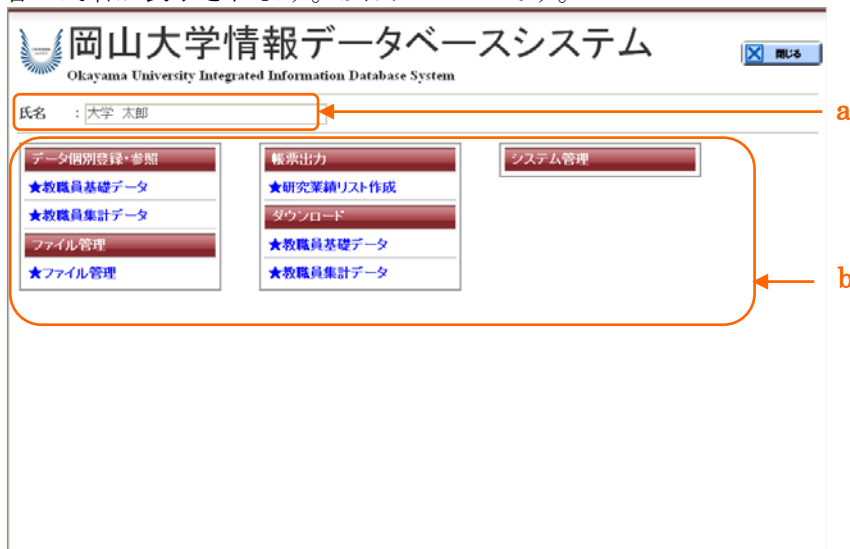 岡山大学情報データベースシステム
Okayama University Integrated Information Database System
閉じる
氏名 : 大学 太郎
a
データ個別登録・参照
★教職員基礎データ
★教職員集計データ
ファイル管理
★ファイル管理
帳票出力
★研究業績リスト作成
ダウンロード
★教職員基礎データ
★教職員集計データ
システム管理
b